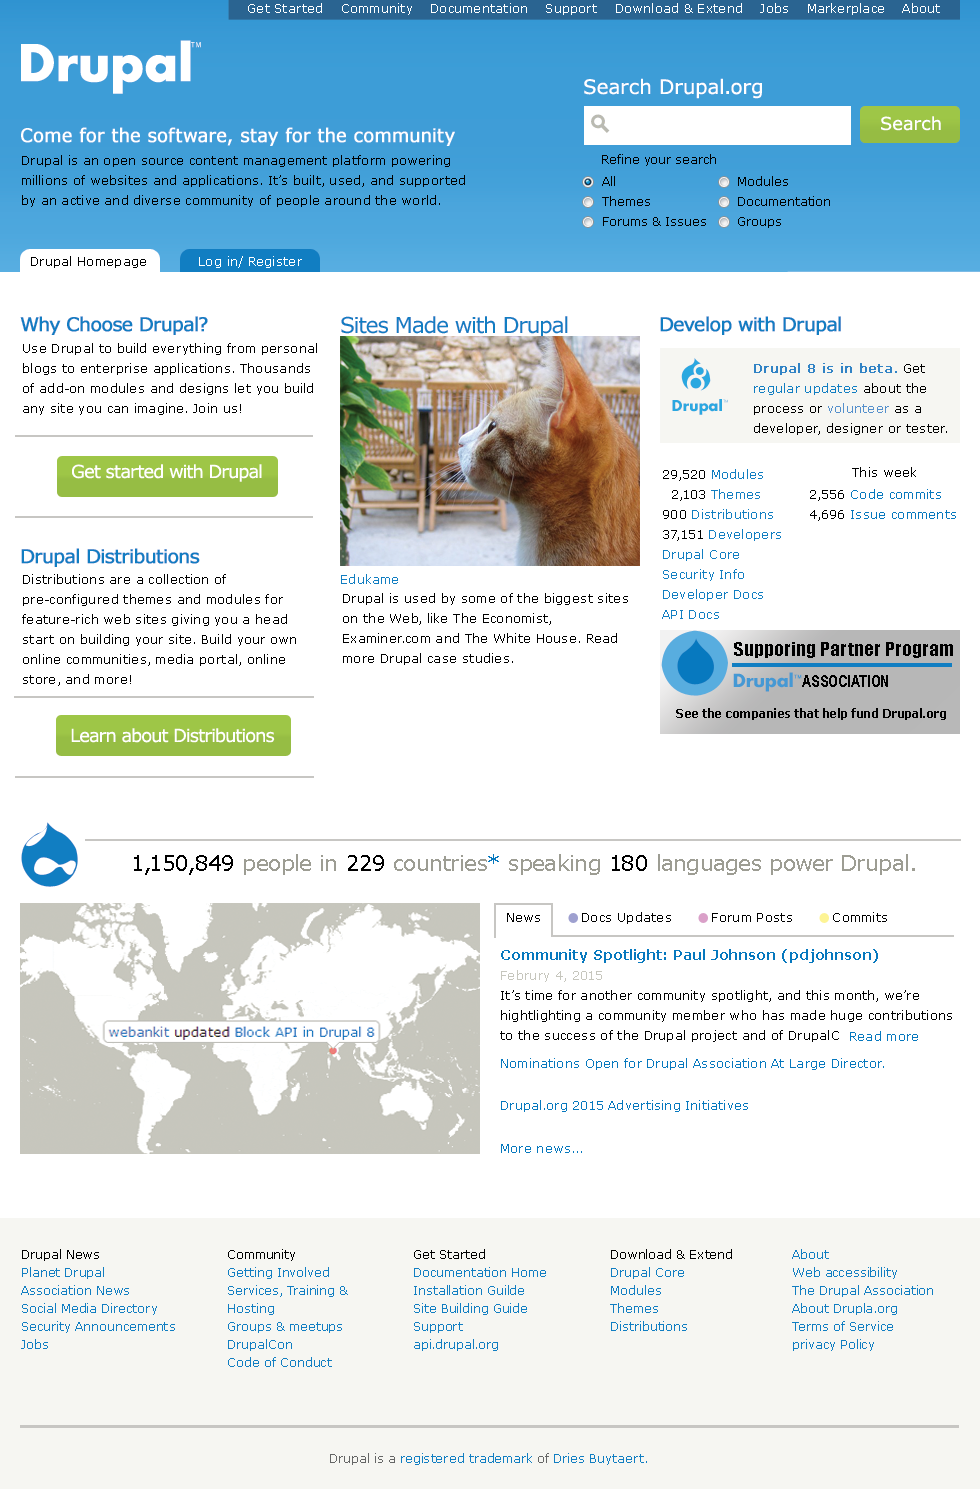 Get Started Community Documentation Support Download & Extend Jobs Markerplace About
Drupal™
Search Drupal.org
Search
Come for the software, stay for the community
Drupal is an open source content management platform powering
millions of websites and applications. It's built, used, and supported
by an active and diverse community of people around the world.
Refine your search
All Modules
Themes Documentation
Forums & Issues Groups
Drupal Homepage Log in/ Register
Why Choose Drupal?
Use Drupal to build everything from personal
blogs to enterprise applications. Thousands
of add-on modules and designs let you build
any site you can imagine. Join us!
Get started with Drupal
Drupal Distributions
Distributions are a collection of
pre-configured themes and modules for
feature-rich web sites giving you a head
start on building your site. Build your own
online communities, media portal, online
store, and more!
Learn about Distributions
Sites Made with Drupal
Edukame
Drupal is used by some of the biggest sites
on the Web, like The Economist,
Examiner.com and The White House. Read
more Drupal case studies.
Develop with Drupal
Drupal™
Drupal 8 is in beta. Get
regular updates about the
process or volunteer as a
developer, designer or tester.
29,520 Modules
2,103 Themes
900 Distributions
37,151 Developers
Drupal Core
Security Info
Developer Docs
API Docs
This week
2,556 Code commits
4,696 Issue comments
Supporing Partner Program
Drupal™ ASSOCIATION
See the companies that help fund Drupal.org
1,150,849 people in 229 countries* speaking 180 languages power Drupal.
webankit updated Block API in Drupal 8
News Docs Updates Forum Posts Commits
Community Spotlight: Paul Johnson (pdjohnson)
Februry 4, 2015
It's time for another community spotlight, and this month, we're
hightlighting a community member who has made huge contributions
to the success of the Drupal project and of DrupalC Read more
Nominations Open for Drupal Association At Large Director.
Drupal.org 2015 Advertising Initiatives
More news...
Drupal News
Planet Drupal
Association News
Social Media Directory
Security Announcements
Jobs
Community
Getting Involved
Services, Training &
Hosting
Groups & meetups
DrupalCon
Code of Conduct
Get Started
Documentation Home
Installation Guilde
Site Building Guide
Support
api.drupal.org
Download & Extend
Drupal Core
Modules
Themes
Distributions
About
Web accessibility
The Drupal Association
About Drupla.org
Terms of Service
privacy Policy
Drupal is a registered trademark of Dries Buytaert.